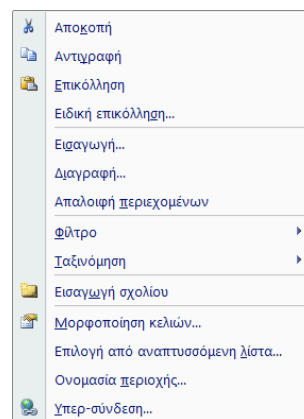 Αποκοπή
Αντιγραφή
Επικόλληση
Ειδική επικόλληση...
Εισαγωγή...
Διαγραφή...
Απαλοιφή περιεχομένων
Φίλτρο
Ταξινόμηση
Εισαγωγή σχολίου
Μορφοποίηση κελιών...
Επιλογή από αναπτυσσόμενη λίστα...
Ονομασία περιοχής...
Υπερ-σύνδεση...